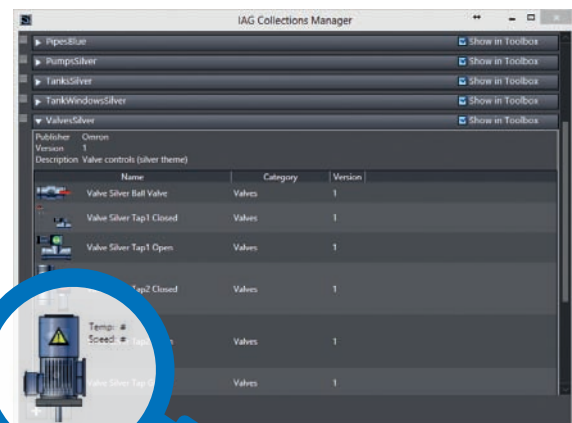 IAG Collections Manager
PipesBlue Show in Toolbox
PumpsSilver Show in Toolbox
TanksSilver Show in Toolbox
TankWindowsSilver Show in Toolbox
ValvesSilver Show in Toolbox
Publisher Omron
Version 1
Description Valve controls (silver theme)
Name Category Version
Valve Silver Ball Valve Valves 1
Valve Silver Tap1 Closed Valves 1
Valve Silver Tap1 Open Valves 1
Tap2 Closed Valves 1
Temp: #
Speed: #
Valves 1
Valve Silver Tap Valves 1